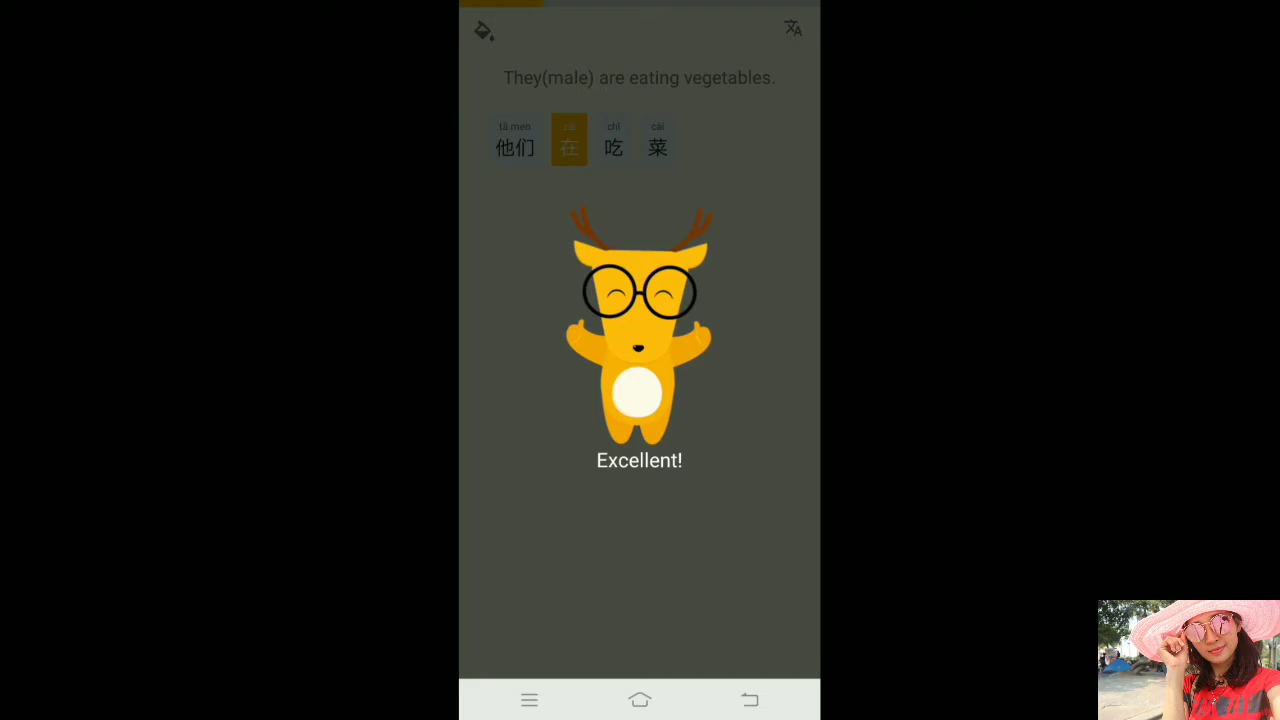 They(male) are eating vegetables.
tā men zài chī cài
他们 在 吃 菜
Excellent!